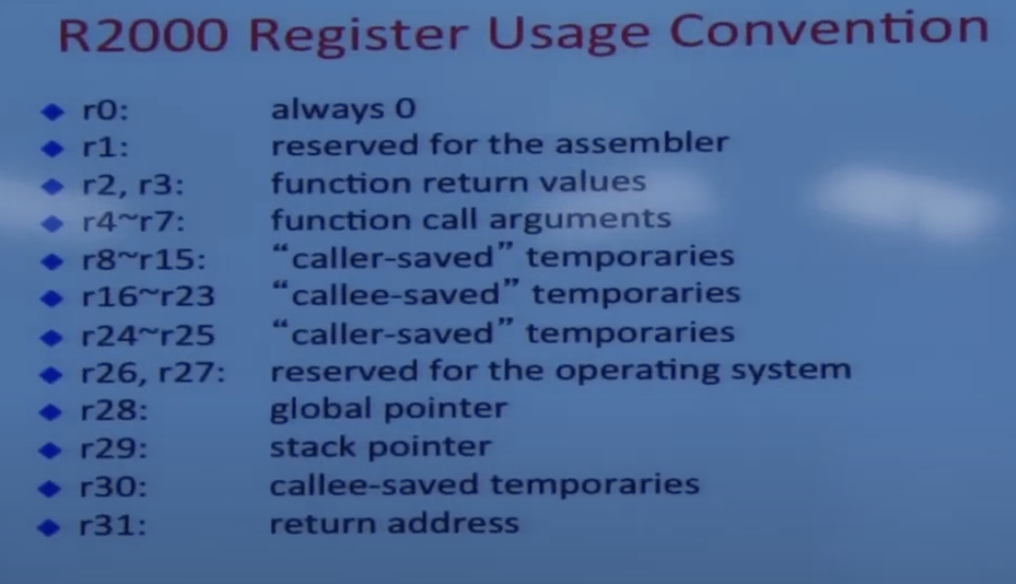 R2000 Register Usage Convention
◆ r0: always 0
◆ r1: reserved for the assembler
◆ r2, r3: function return values
◆ r4~r7: function call arguments
◆ r8~r15: “caller-saved” temporaries
◆ r16~r23 “callee-saved” temporaries
◆ r24~r25 “caller-saved” temporaries
◆ r26, r27: reserved for the operating system
◆ r28: global pointer
◆ r29: stack pointer
◆ r30: callee-saved temporaries
◆ r31: return address